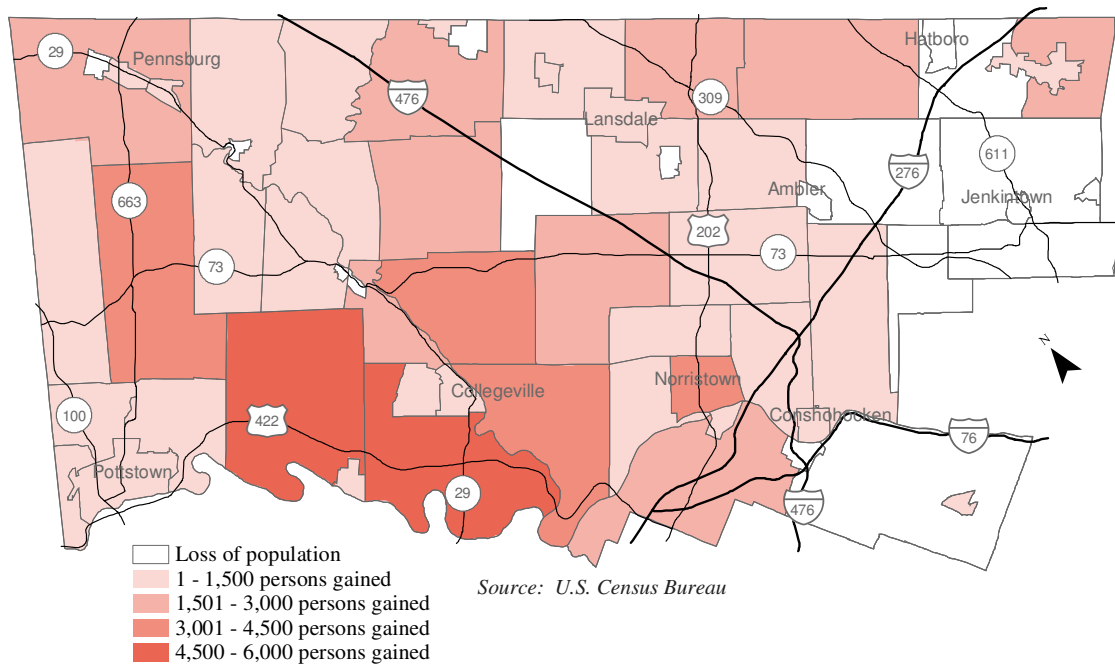 Hatboro
29
Pennsburg
476
309
Lansdale
611
276
Ambler
Jenkintown
663
202
73
73
N
Norristown
Collegeville
100
422
Conshohocken
76
Pottstown
29
476
Loss of population
1 - 1,500 persons gained
1,501 - 3,000 persons gained
3,001 - 4,500 persons gained
4,500 - 6,000 persons gained
Source: U.S. Census Bureau